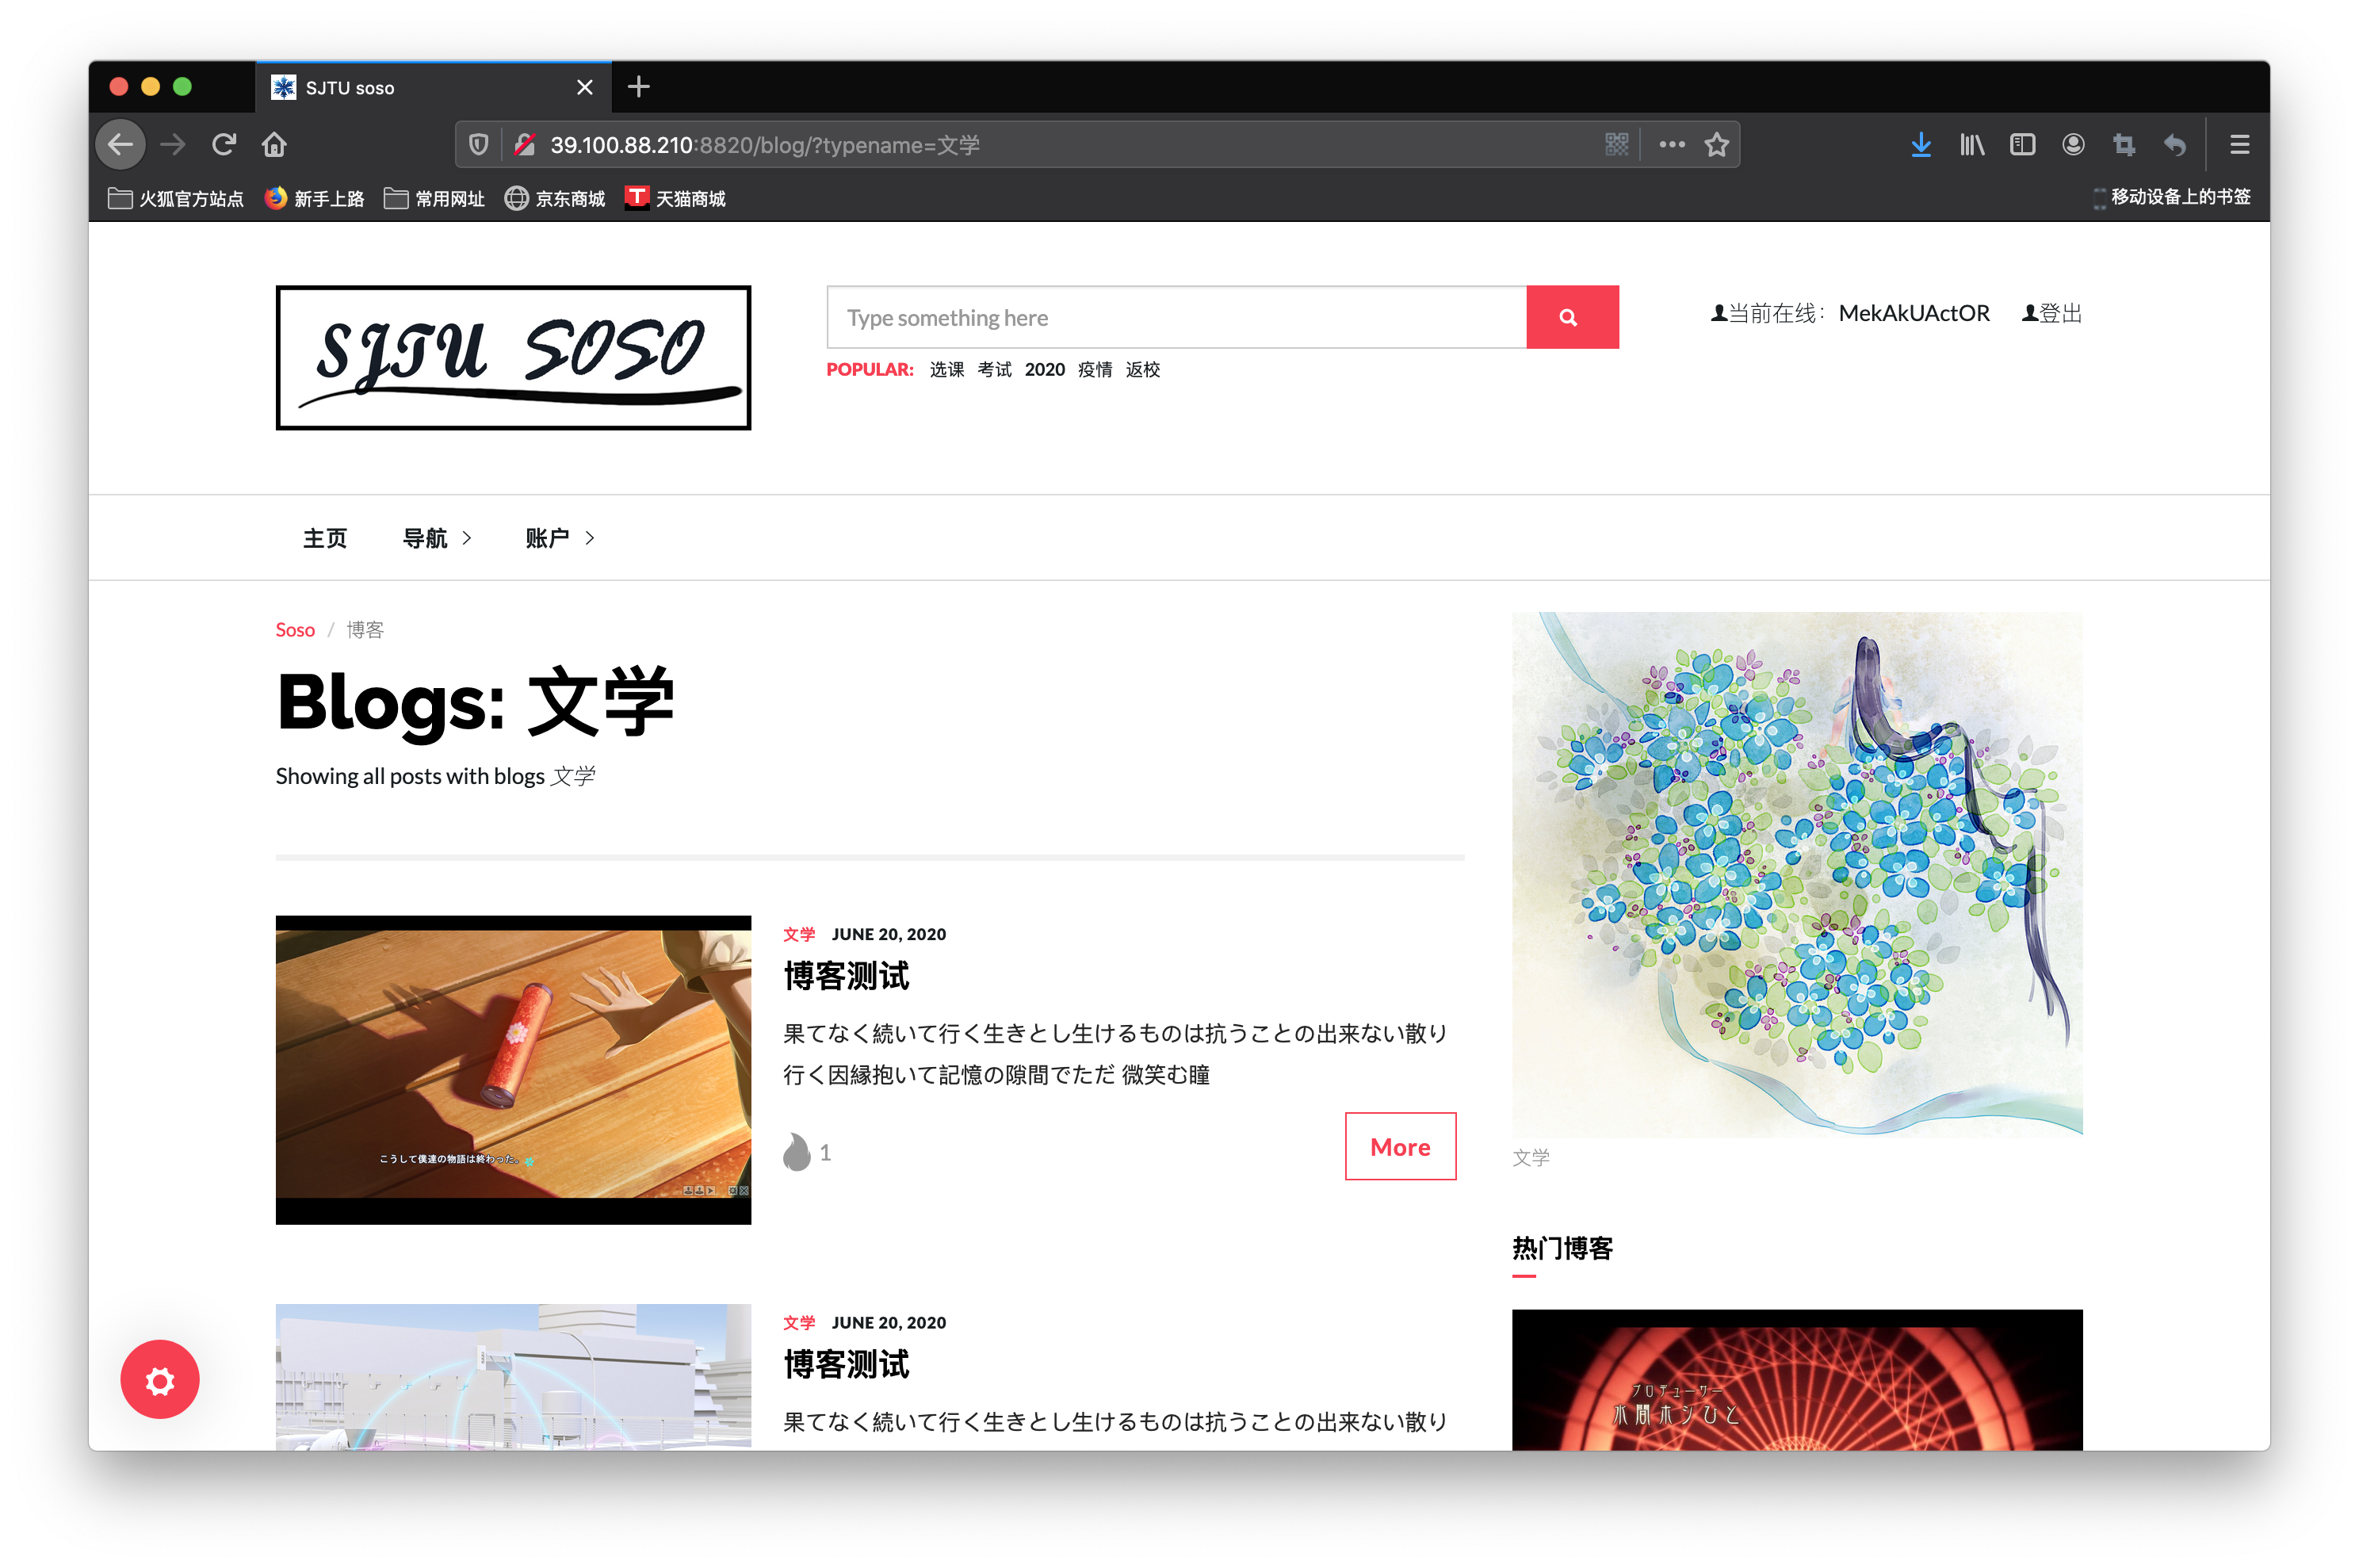 SJTU soso
39.100.88.210:8820/blog/?typename=文学
火狐官方站点 新手上路 常用网址 京东商城 天猫商城 移动设备上的书签
SJTU SOSO
Type something here
当前在线： MekAkUActOR 登出
POPULAR: 选课 考试 2020 疫情 返校
主页 导航 账户
Soso / 博客
Blogs: 文学
Showing all posts with blogs 文学
文学 JUNE 20, 2020
博客测试
果てなく続いて行く生きとし生けるものは抗うことの出来ない散り
行く因縁抱いて記憶の隙間でただ 微笑む瞳
1
More
こうして僕達の物語は終わった。
文学
热门博客
文学 JUNE 20, 2020
博客测试
果てなく続いて行く生きとし生けるものは抗うことの出来ない散り
プロデューサー
水間ホシひと